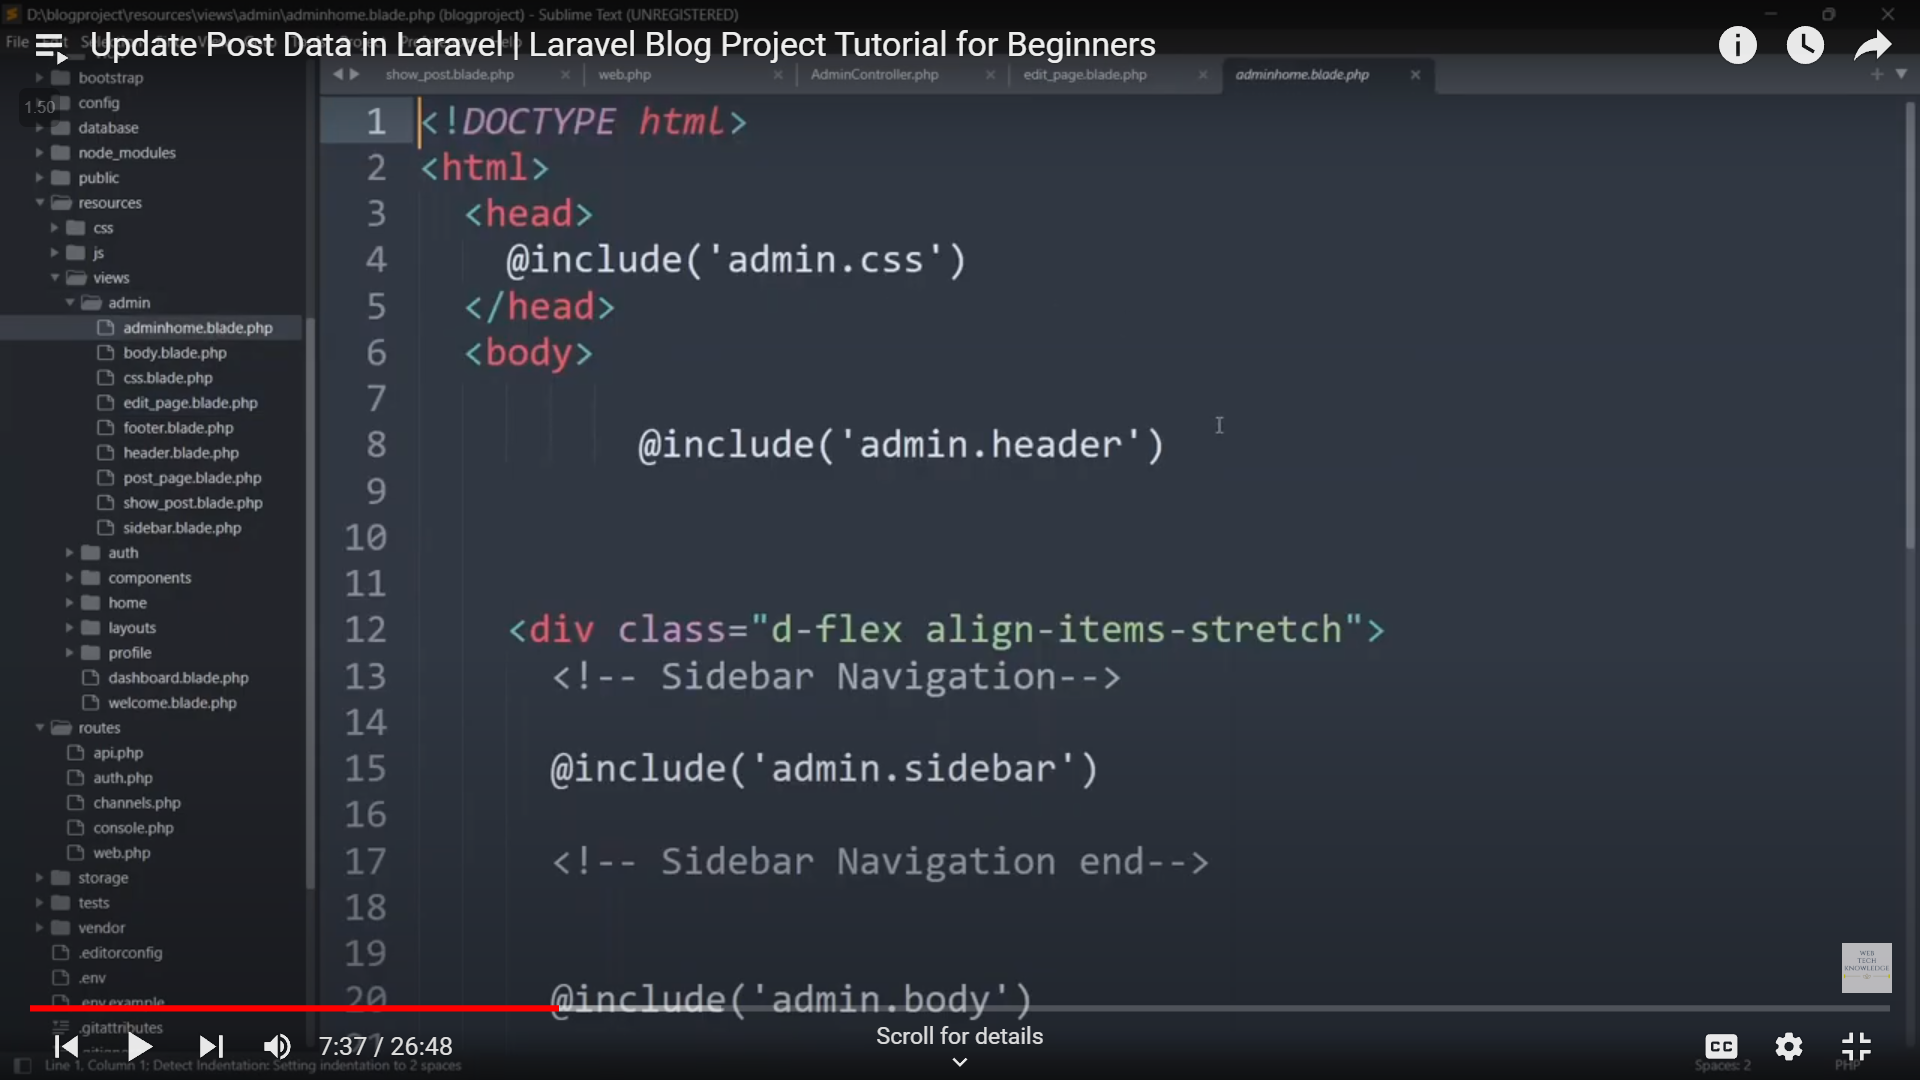 D:\blogproject\resources\views\admin\adminhome.blade.php (blogproject) - Sublime Text (UNREGISTERED)
File
Update Post Data in Laravel | Laravel Blog Project Tutorial for Beginners
show_post.blade.php
web.php
AdminController.php
edit_page.blade.php
adminhome.blade.php
1.50
bootstrap
config
database
node_modules
public
resources
css
js
views
admin
adminhome.blade.php
body.blade.php
css.blade.php
edit_page.blade.php
footer.blade.php
header.blade.php
post_page.blade.php
show_post.blade.php
sidebar.blade.php
auth
components
home
layouts
profile
dashboard.blade.php
welcome.blade.php
routes
api.php
auth.php
channels.php
console.php
web.php
storage
tests
vendor
.editorconfig
.env
.env.example
.gitattributes
1 <!DOCTYPE html>
2 <html>
3 <head>
4 @include('admin.css')
5 </head>
6 <body>
7
8 @include('admin.header')
9
10
11
12 <div class="d-flex align-items-stretch">
13 <!-- Sidebar Navigation-->
14
15 @include('admin.sidebar')
16
17 <!-- Sidebar Navigation end-->
18
19
20 @include('admin.body')
WEB
TECH
KNOWLEDGE
7:37 / 26:48
Scroll for details
CC
Line 1, Column 1; Detect Indentation: Setting indentation to 2 spaces
Spaces: 2
PHP